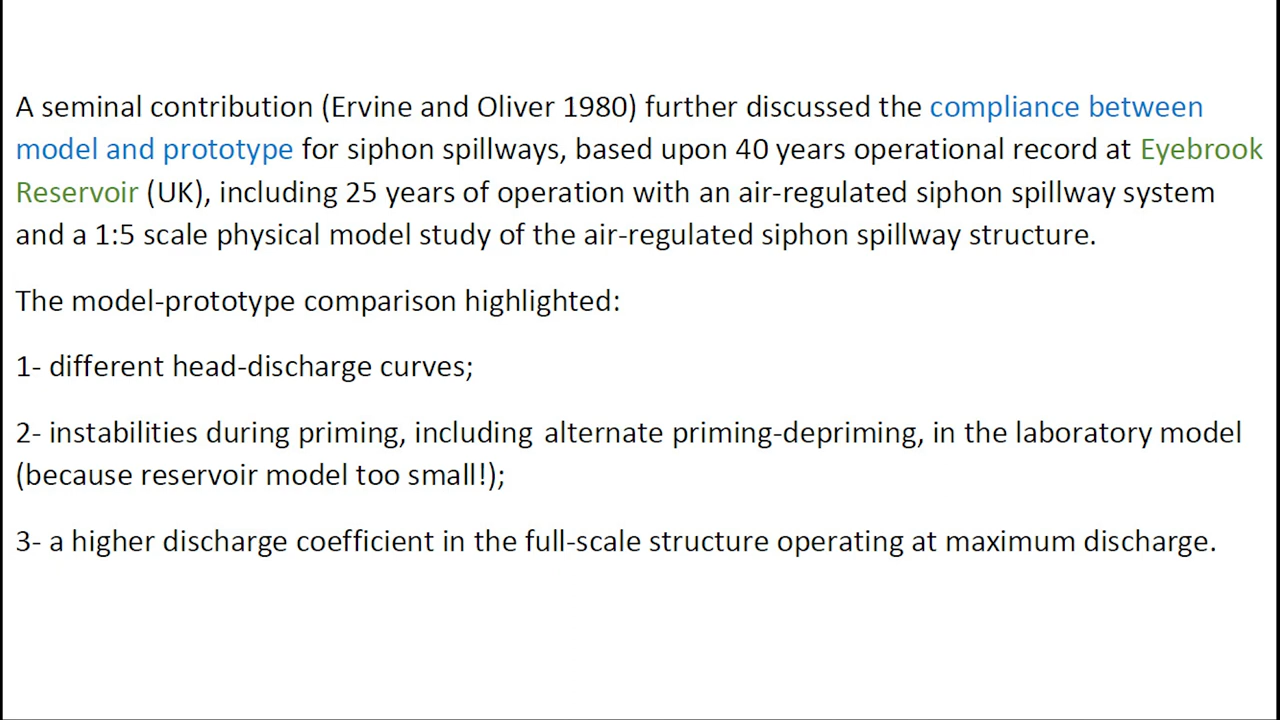 A seminal contribution (Ervine and Oliver 1980) further discussed the compliance between
model and prototype for siphon spillways, based upon 40 years operational record at Eyebrook
Reservoir (UK), including 25 years of operation with an air-regulated siphon spillway system
and a 1:5 scale physical model study of the air-regulated siphon spillway structure.
The model-prototype comparison highlighted:
1- different head-discharge curves;
2- instabilities during priming, including alternate priming-depriming, in the laboratory model
(because reservoir model too small!);
3- a higher discharge coefficient in the full-scale structure operating at maximum discharge.